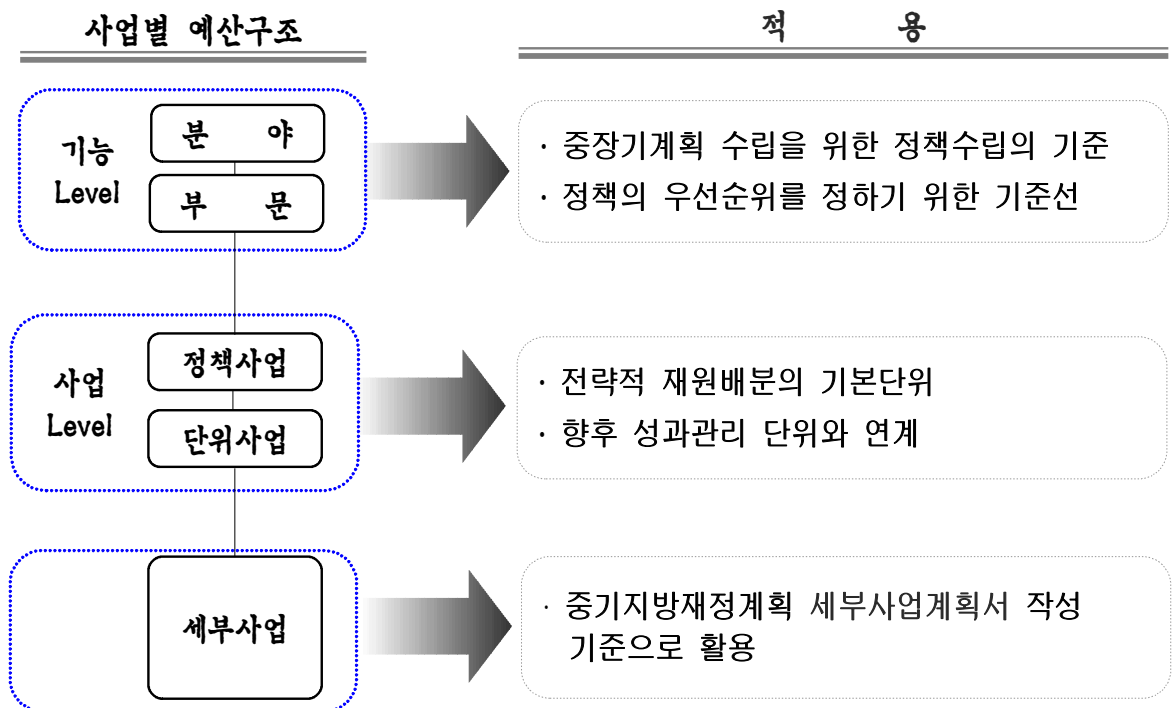 사업별 예산구조
적 용
기능
Level
분 야
부 문
· 중장기계획 수립을 위한 정책수립의 기준
· 정책의 우선순위를 정하기 위한 기준선
사업
Level
정책사업
단위사업
· 전략적 재원배분의 기본단위
· 향후 성과관리 단위와 연계
세부사업
· 중기지방재정계획 세부사업계획서 작성
기준으로 활용